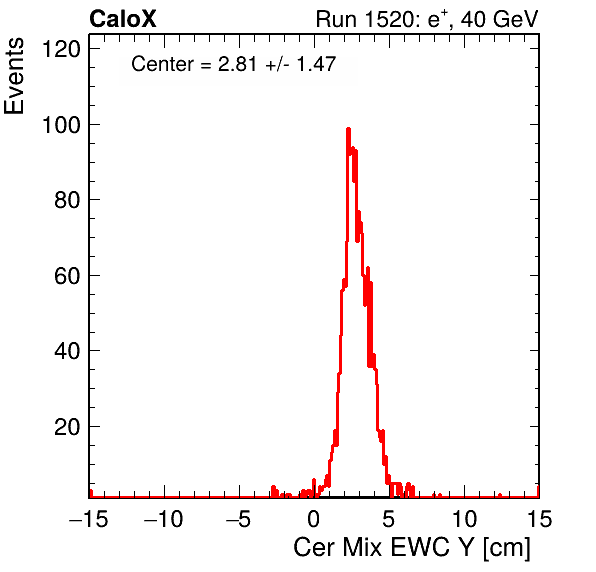 CaloX Run 1520: e⁺, 40 GeV
Center = 2.81 +/- 1.47
Events
120
100
80
60
40
20
−15 −10 −5 0 5 10 15
Cer Mix EWC Y [cm]